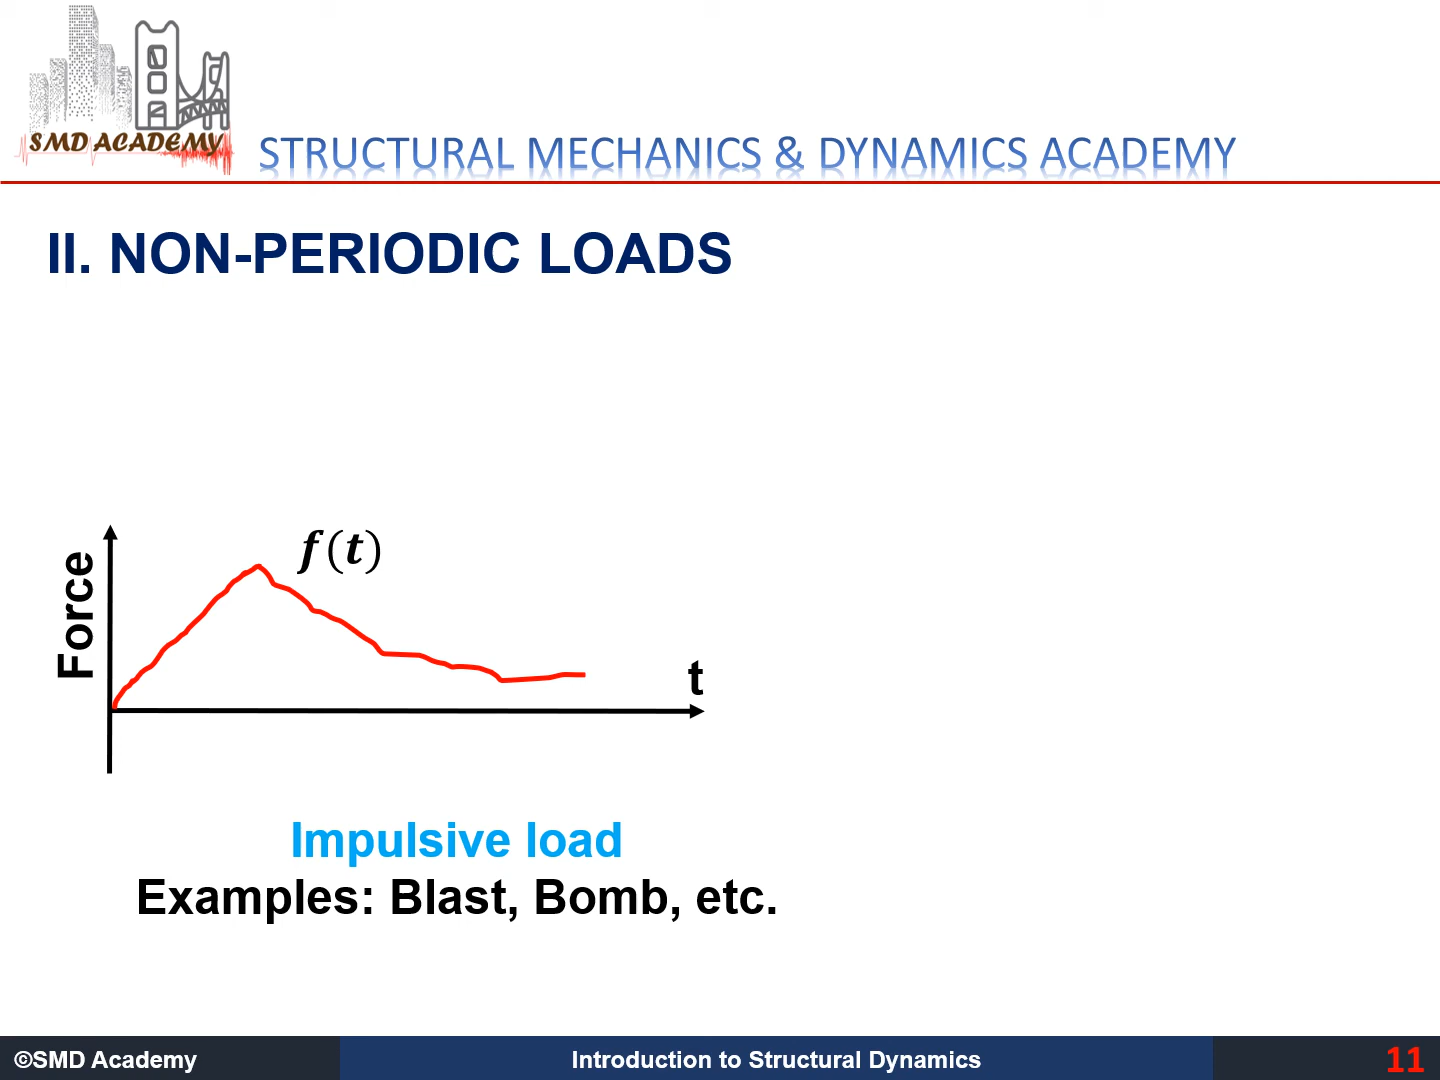 SMD ACADEMY
STRUCTURAL MECHANICS & DYNAMICS ACADEMY
II. NON-PERIODIC LOADS
f(t)
Force
t
Impulsive load
Examples: Blast, Bomb, etc.
©SMD Academy
Introduction to Structural Dynamics
11